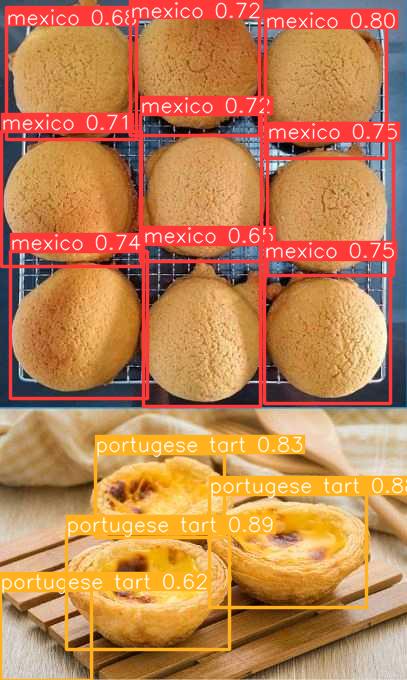 mexico 0.68
mexico 0.72
mexico 0.80
mexico 0.71
mexico 0.72
mexico 0.75
mexico 0.74
mexico 0.65
mexico 0.75
portugese tart 0.83
portugese tart 0.8
portugese tart 0.89
portugese tart 0.62